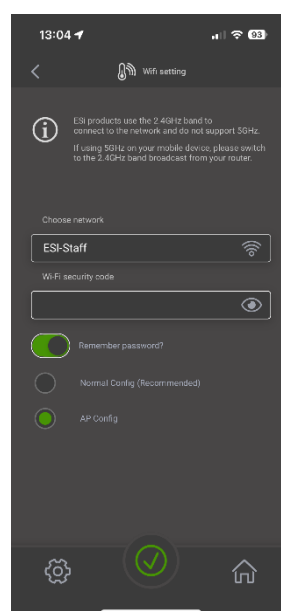 13:04
93
Wifi setting
ESi products use the 2.4GHz band to
connect to the network and do not support 5GHz.
If using 5GHz on your mobile device, please switch
to the 2.4GHz band broadcast from your router.
Choose network
ESI-Staff
Wi-Fi security code
Remember password?
Normal Config (Recommended)
AP Config